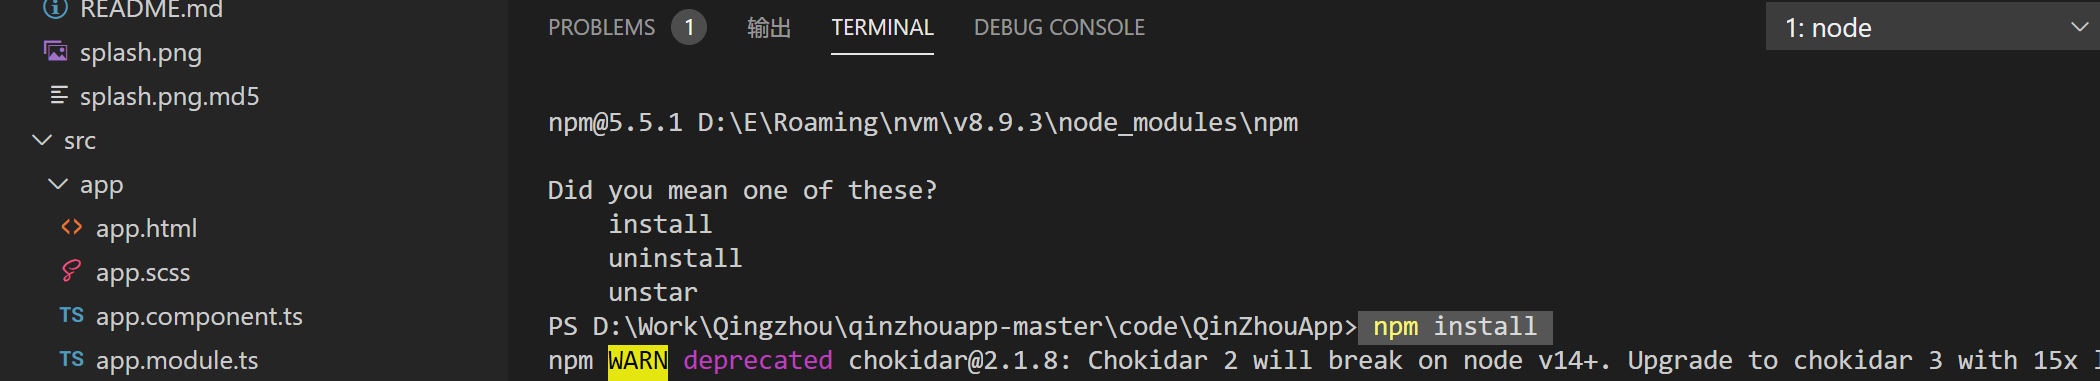 README.md
splash.png
splash.png.md5
src
app
app.html
app.scss
TS app.component.ts
TS app.module.ts
PROBLEMS 1 输出 TERMINAL DEBUG CONSOLE 1: node
npm@5.5.1 D:\E\Roaming\nvm\v8.9.3\node_modules\npm
Did you mean one of these?
install
uninstall
unstar
PS D:\Work\Qingzhou\qinzhouapp-master\code\QinZhouApp> npm install
npm WARN deprecated chokidar@2.1.8: Chokidar 2 will break on node v14+. Upgrade to chokidar 3 with 15x